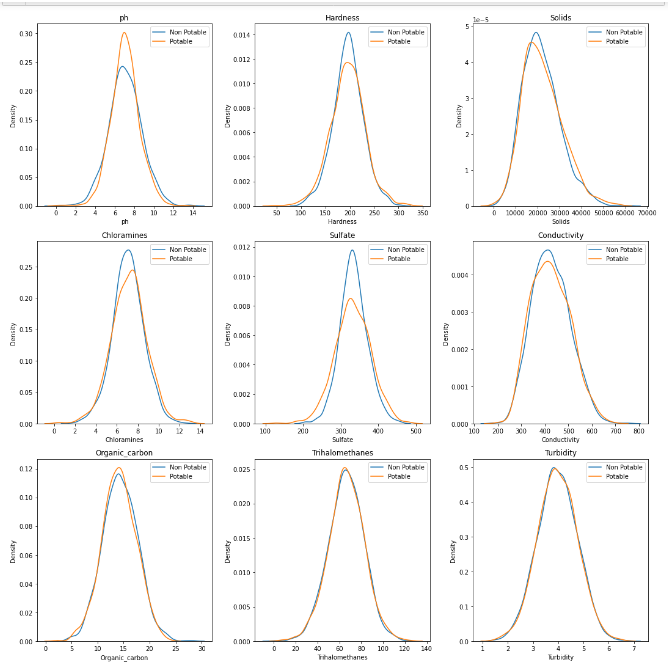 ph
Non Potable
Potable
Density
0.30
0.25
0.20
0.15
0.10
0.05
0.00
0 2 4 6 8 10 12 14
ph
Hardness
Non Potable
Potable
Density
0.014
0.012
0.010
0.008
0.006
0.004
0.002
0.000
50 100 150 200 250 300 350
Hardness
Solids
1e−5
Non Potable
Potable
Density
5
4
3
2
1
0
0 10000 20000 30000 40000 50000 60000 70000
Solids
Chloramines
Non Potable
Potable
Density
0.25
0.20
0.15
0.10
0.05
0.00
0 2 4 6 8 10 12 14
Chloramines
Sulfate
Non Potable
Potable
Density
0.012
0.010
0.008
0.006
0.004
0.002
0.000
100 200 300 400 500
Sulfate
Conductivity
Non Potable
Potable
Density
0.004
0.003
0.002
0.001
0.000
100 200 300 400 500 600 700 800
Conductivity
Organic_carbon
Non Potable
Potable
Density
0.12
0.10
0.08
0.06
0.04
0.02
0.00
0 5 10 15 20 25 30
Organic_carbon
Trihalomethanes
Non Potable
Potable
Density
0.025
0.020
0.015
0.010
0.005
0.000
0 20 40 60 80 100 120 140
Trihalomethanes
Turbidity
Non Potable
Potable
Density
0.5
0.4
0.3
0.2
0.1
0.0
1 2 3 4 5 6 7
Turbidity